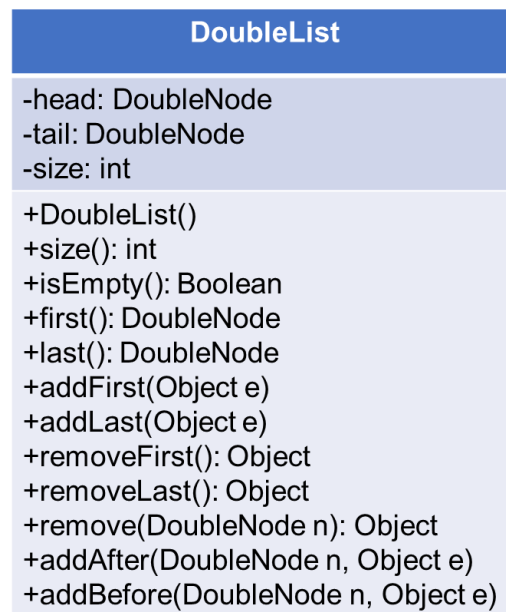 DoubleList
-head: DoubleNode
-tail: DoubleNode
-size: int
+DoubleList()
+size(): int
+isEmpty(): Boolean
+first(): DoubleNode
+last(): DoubleNode
+addFirst(Object e)
+addLast(Object e)
+removeFirst(): Object
+removeLast(): Object
+remove(DoubleNode n): Object
+addAfter(DoubleNode n, Object e)
+addBefore(DoubleNode n, Object e)